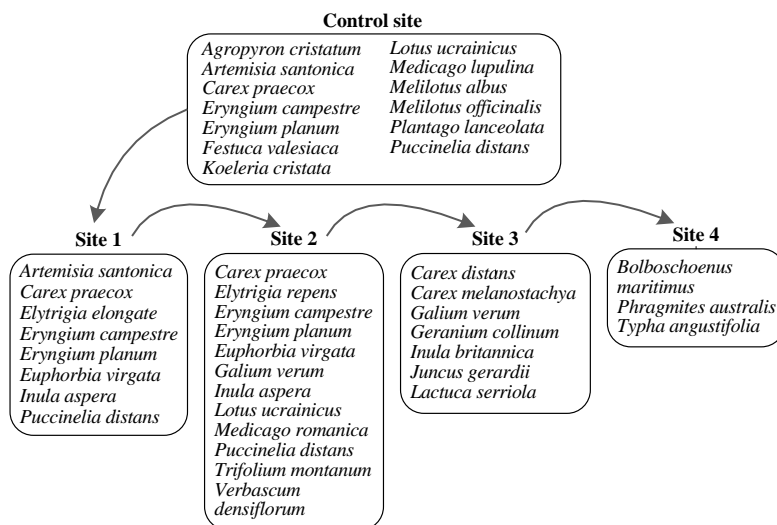 Control site
Agropyron cristatum
Artemisia santonica
Carex praecox
Eryngium campestre
Eryngium planum
Festuca valesiaca
Koeleria cristata
Lotus ucrainicus
Medicago lupulina
Melilotus albus
Melilotus officinalis
Plantago lanceolata
Puccinelia distans
Site 1
Artemisia santonica
Carex praecox
Elytrigia elongate
Eryngium campestre
Eryngium planum
Euphorbia virgata
Inula aspera
Puccinelia distans
Site 2
Carex praecox
Elytrigia repens
Eryngium campestre
Eryngium planum
Euphorbia virgata
Galium verum
Inula aspera
Lotus ucrainicus
Medicago romanica
Puccinelia distans
Trifolium montanum
Verbascum
densiflorum
Site 3
Carex distans
Carex melanostachya
Galium verum
Geranium collinum
Inula britannica
Juncus gerardii
Lactuca serriola
Site 4
Bolboschoenus
maritimus
Phragmites australis
Typha angustifolia